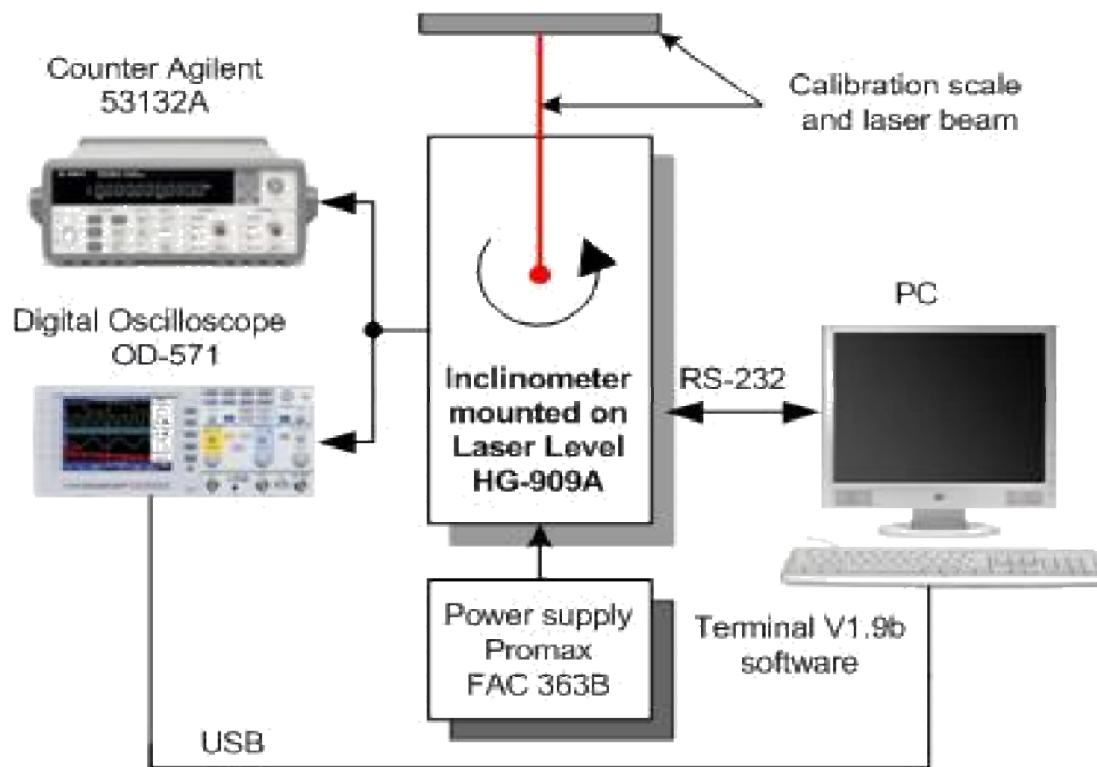 Counter Agilent
53132A
Calibration scale
and laser beam
Digital Oscilloscope
OD-571
PC
Inclinometer
mounted on
Laser Level
HG-909A
RS-232
Power supply
Promax
FAC 363B
Terminal V1.9b
software
USB